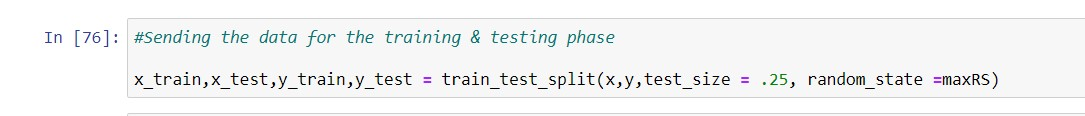 In [76]: #Sending the data for the training & testing phase
x_train,x_test,y_train,y_test = train_test_split(x,y,test_size = .25, random_state =maxRS)